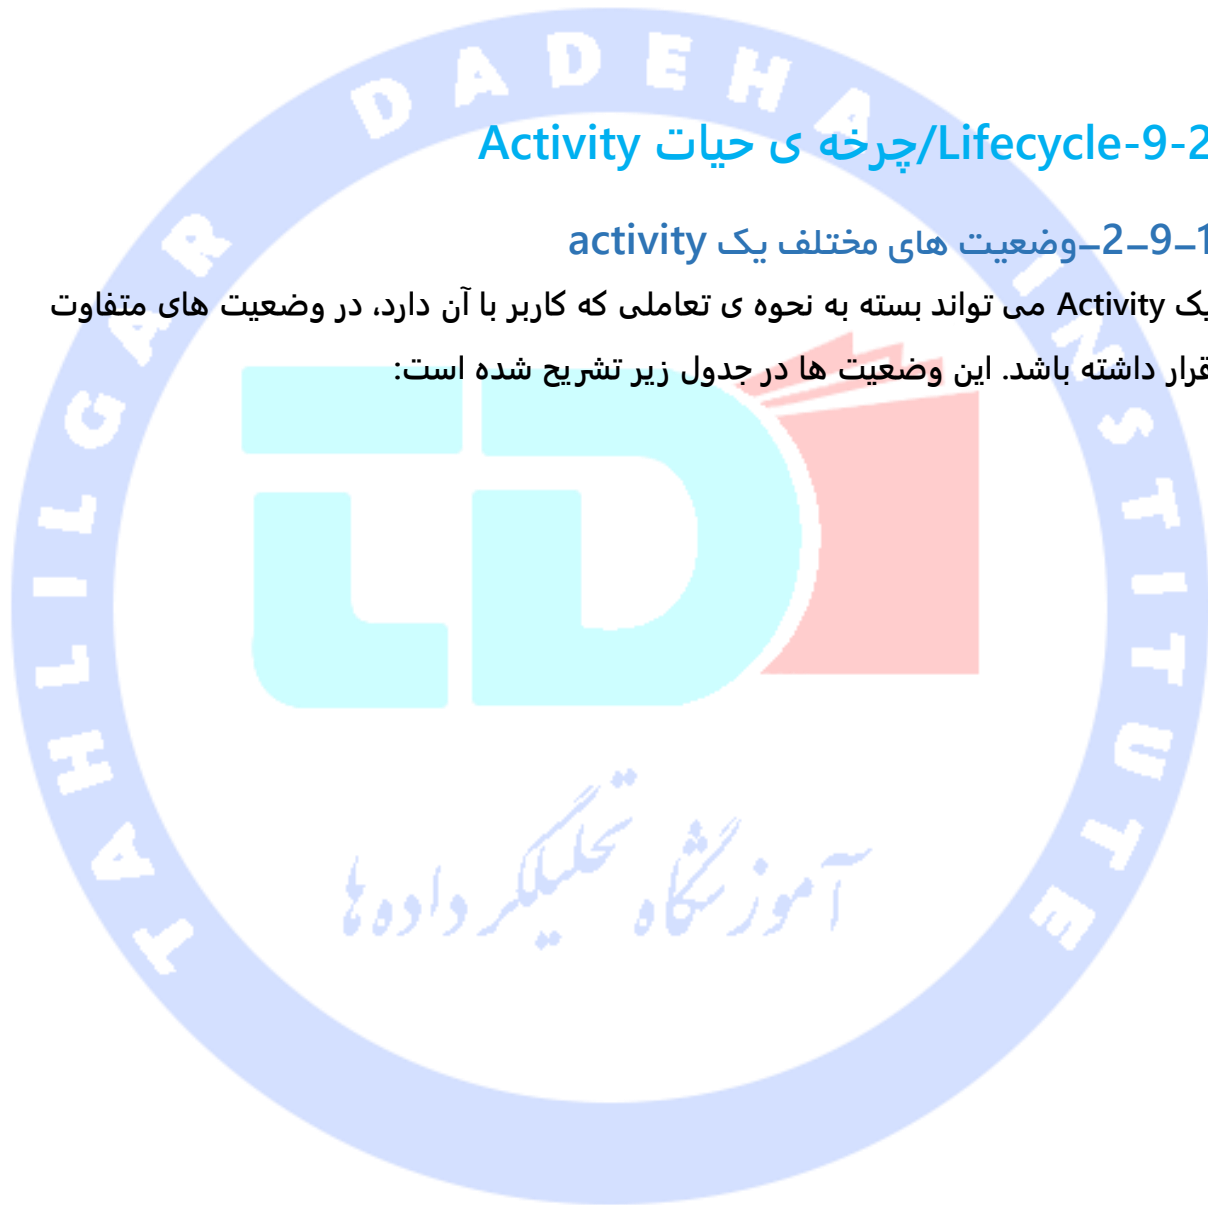 2-9-Lifecycle/چرخه ی حیات Activity
2-9-1-وضعیت های مختلف یک activity
یک Activity می تواند بسته به نحوه ی تعاملی که کاربر با آن دارد، در وضعیت های متفاوت
قرار داشته باشد. این وضعیت ها در جدول زیر تشریح شده است:
TAHLILGAR DADEHA INSTITUTE
آموزشگاه تحلیلگر داده ها